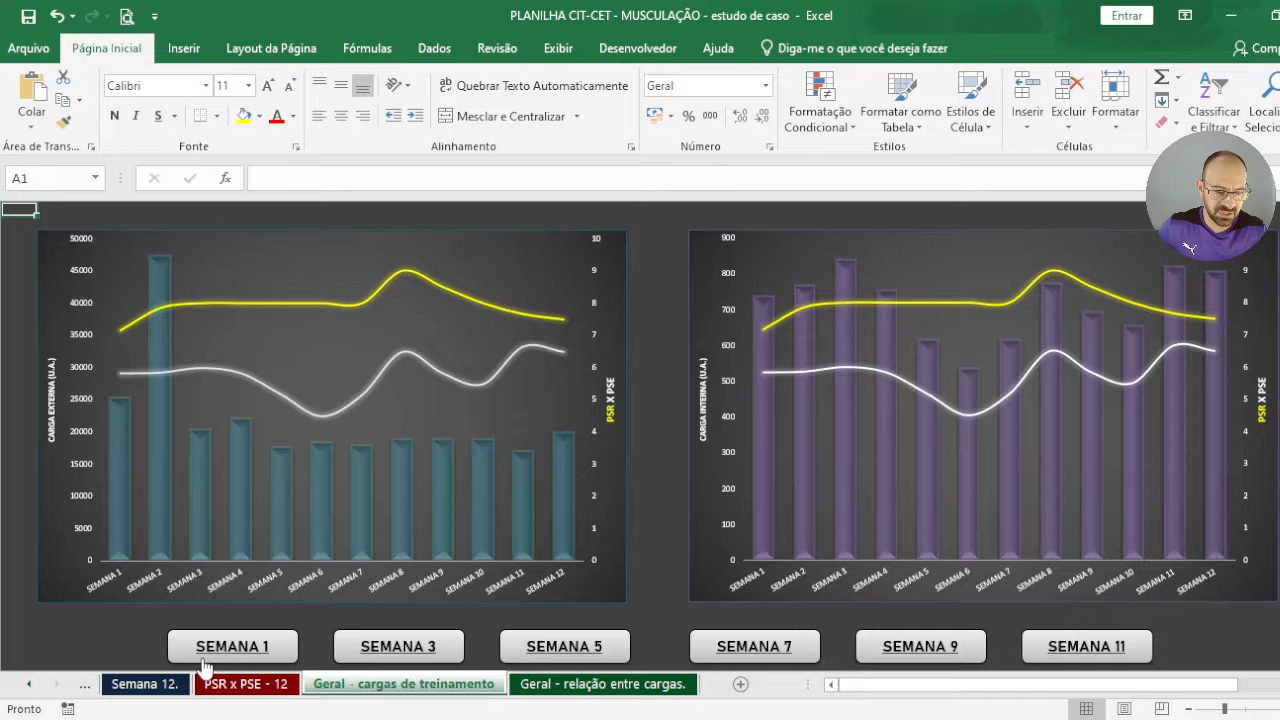 PLANILHA CIT-CET - MUSCULAÇÃO - estudo de caso - Excel
Entrar
Arquivo Página Inicial Inserir Layout da Página Fórmulas Dados Revisão Exibir Desenvolvedor Ajuda Diga-me o que você deseja fazer Comp
Colar
Calibri 11
N I S A
ab Quebrar Texto Automaticamente
Mesclar e Centralizar
Geral
% 000
Formatação Condicional
Formatar como Tabela
Estilos de Célula
Inserir Excluir Formatar
Classificar e Filtrar
Área de Trans... Fonte Alinhamento Número Estilos Células
A1 fx
50000
45000
40000
35000
30000
25000
20000
15000
10000
5000
0
CARGA EXTERNA (U.A.)
10
9
8
7
6
5
4
3
2
1
0
PSR X PSE
SEMANA 1 SEMANA 2 SEMANA 3 SEMANA 4 SEMANA 5 SEMANA 6 SEMANA 7 SEMANA 8 SEMANA 9 SEMANA 10 SEMANA 11 SEMANA 12
900
800
700
600
500
400
300
200
100
0
CARGA INTERNA (U.A.)
9
8
7
6
5
4
3
2
1
0
PSR X PSE
SEMANA 1 SEMANA 2 SEMANA 3 SEMANA 4 SEMANA 5 SEMANA 6 SEMANA 7 SEMANA 8 SEMANA 9 SEMANA 10 SEMANA 11 SEMANA 12
SEMANA 1 SEMANA 3 SEMANA 5 SEMANA 7 SEMANA 9 SEMANA 11
... Semana 12. PSR x PSE - 12 Geral - cargas de treinamento Geral - relação entre cargas.
Pronto